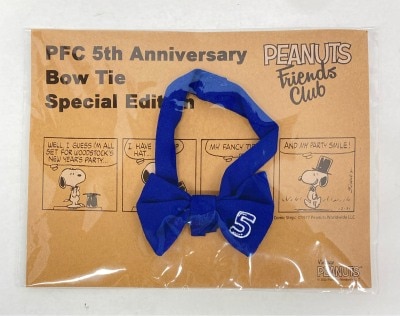 PFC 5th Anniversary
Bow Tie
Special Edition
PEANUTS
Friends
Club
WELL, I GUESS I'M ALL
SET FOR WOODSTOCK'S
NEW YEAR'S PARTY..
I HAVE
HAT
MY FANCY
AND MY PARTY SMILE!
5
PEANUTS